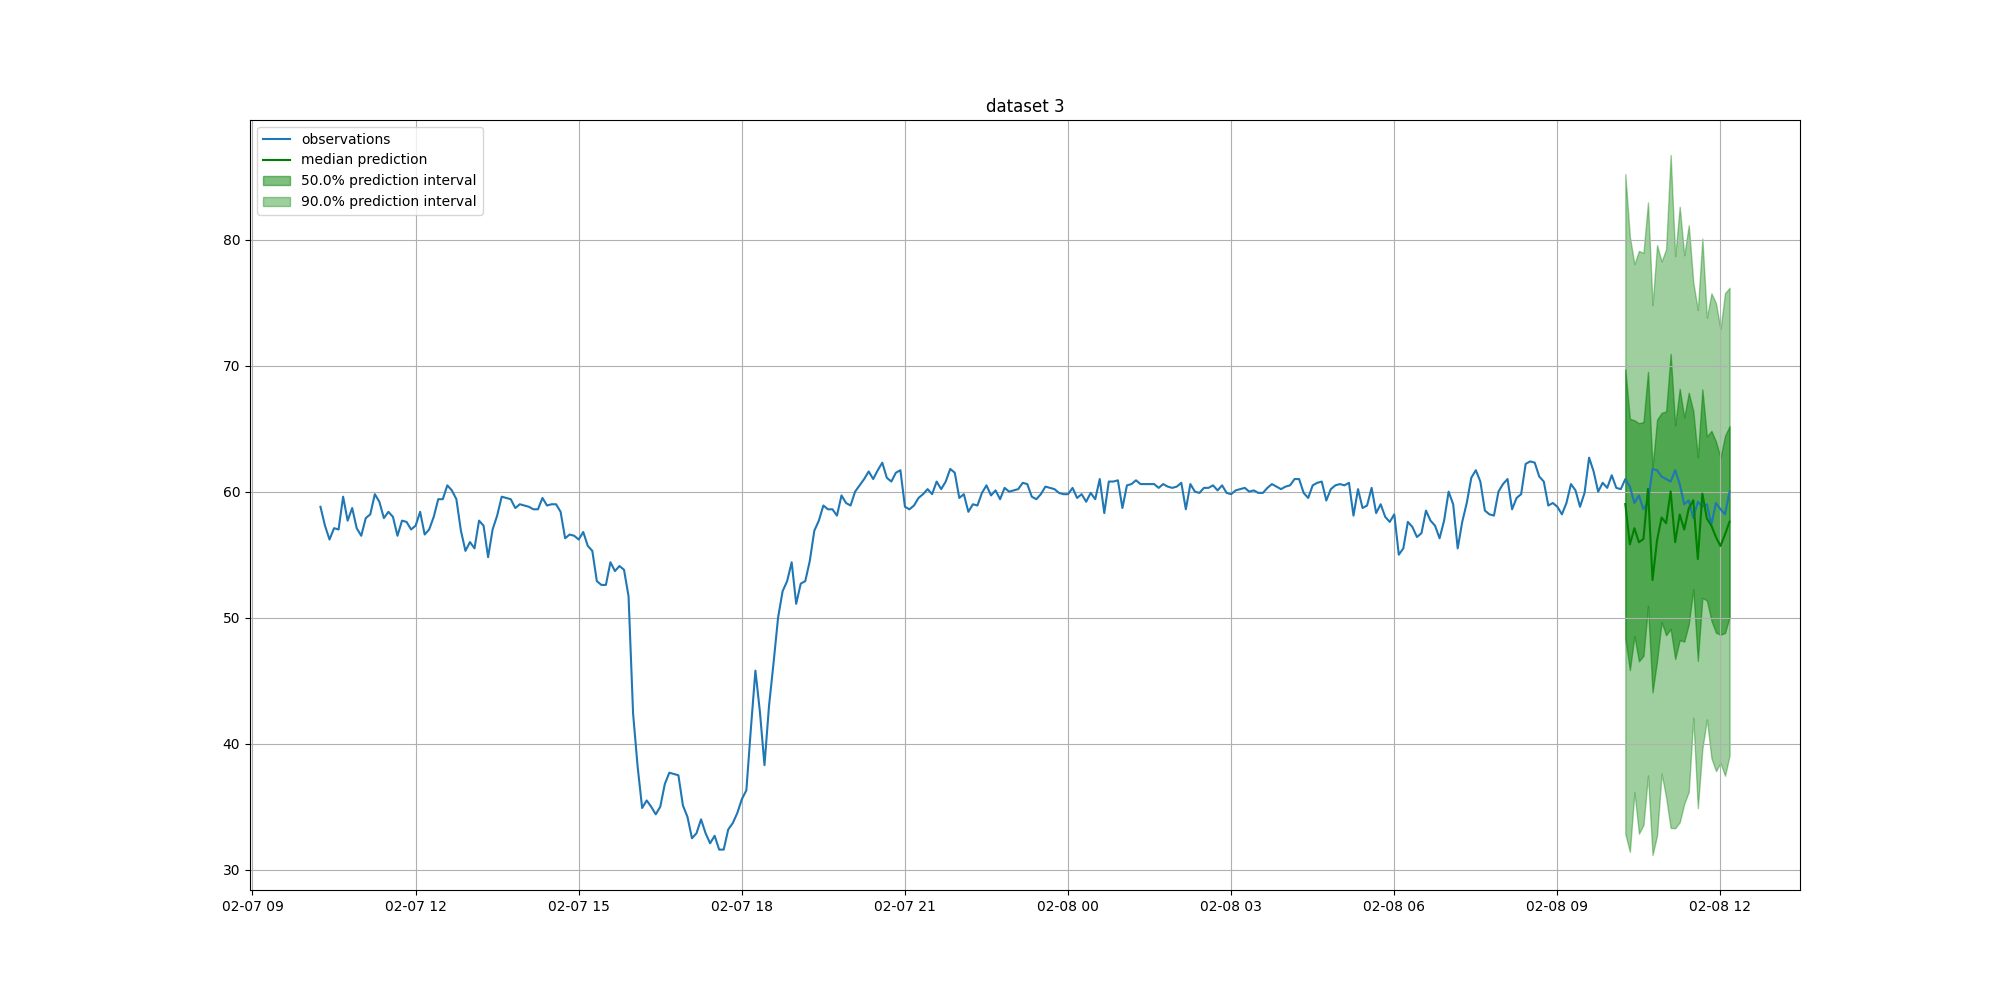 dataset 3
observations
median prediction
50.0% prediction interval
90.0% prediction interval
80
70
60
50
40
30
02-07 09 02-07 12 02-07 15 02-07 18 02-07 21 02-08 00 02-08 03 02-08 06 02-08 09 02-08 12